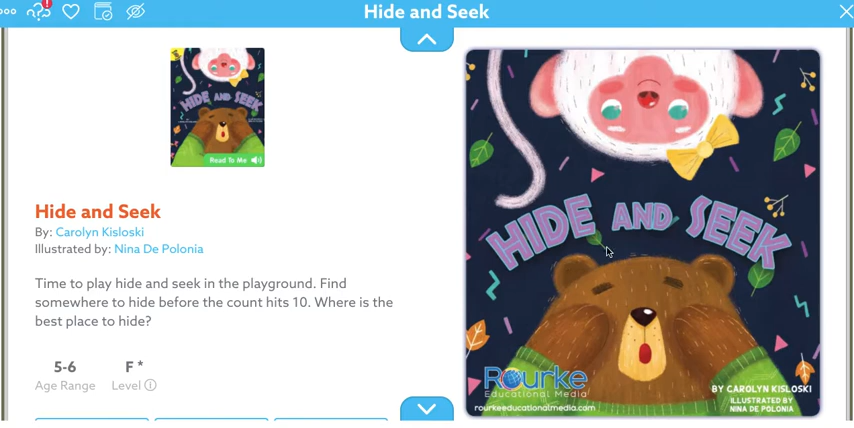 Hide and Seek
HIDE AND SEEK
Read To Me
Hide and Seek
By: Carolyn Kisloski
Illustrated by: Nina De Polonia
Time to play hide and seek in the playground. Find
somewhere to hide before the count hits 10. Where is the
best place to hide?
5-6
F *
Age Range
Level
HIDE AND SEEK
Rourke
Educational Media
rourkeeducationalmedia.com
BY CAROLYN KISLOSKI
ILLUSTRATED BY
NINA DE POLONIA